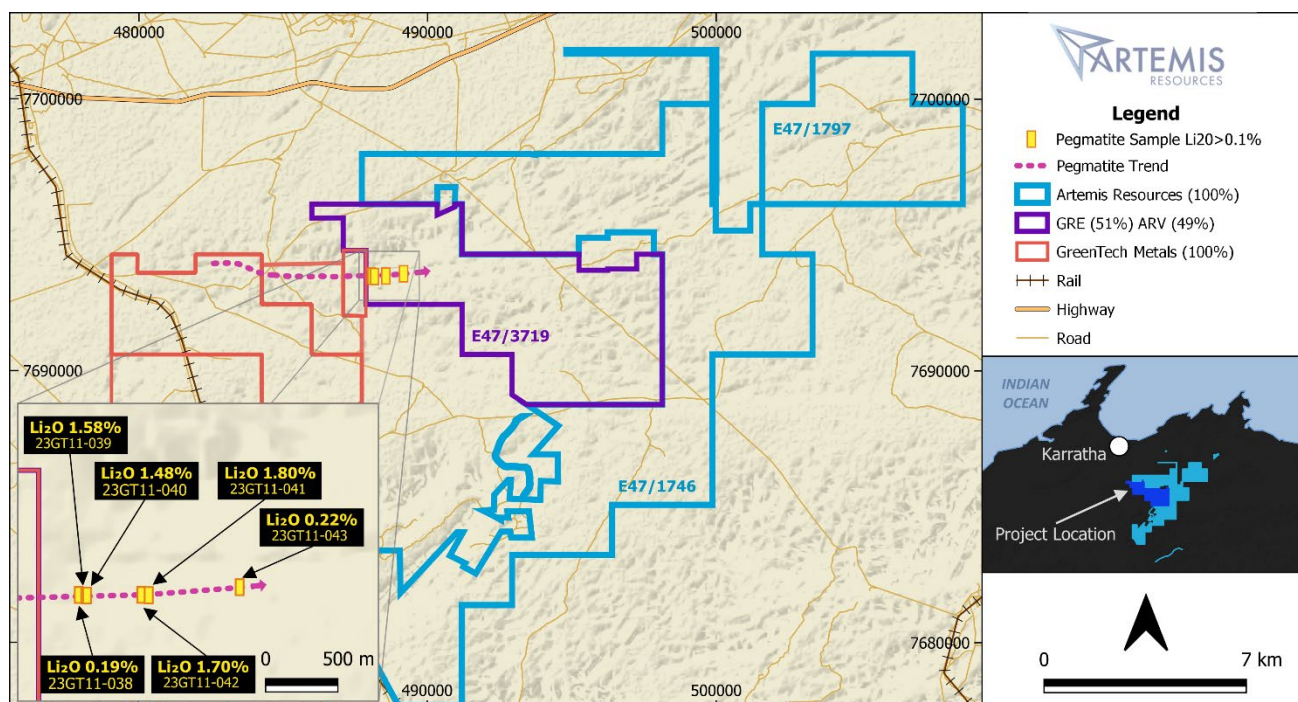 480000
490000
500000
7700000
7700000
E47/1797
E47/3719
7690000
7690000
E47/1746
7680000
490000
500000
Li₂O 1.58%
23GT11-039
Li₂O 1.48%
23GT11-040
Li₂O 1.80%
23GT11-041
Li₂O 0.22%
23GT11-043
Li₂O 0.19%
23GT11-038
Li₂O 1.70%
23GT11-042
0 500 m
ARTEMIS
RESOURCES
Legend
Pegmatite Sample Li20>0.1%
Pegmatite Trend
Artemis Resources (100%)
GRE (51%) ARV (49%)
GreenTech Metals (100%)
Rail
Highway
Road
INDIAN
OCEAN
Karratha
Project Location
0 7 km